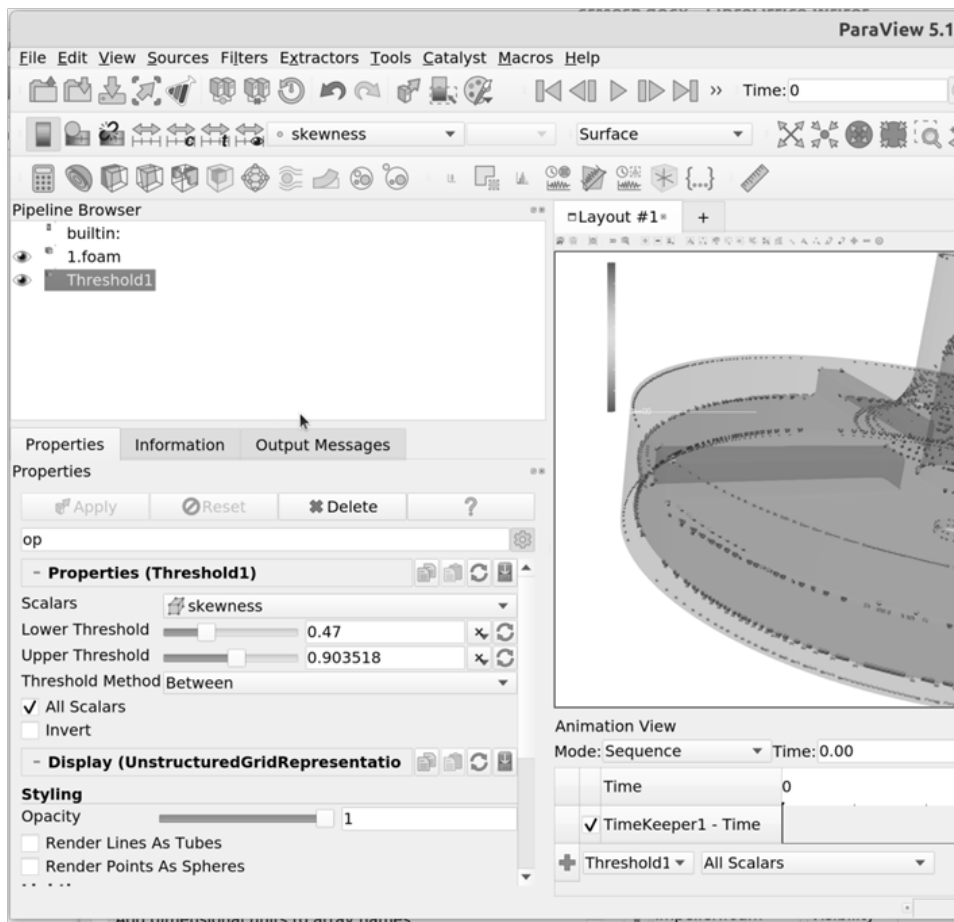 ParaView 5.1
File Edit View Sources Filters Extractors Tools Catalyst Macros Help
Time: 0
skewness
Surface
Pipeline Browser
Layout #1
+
builtin:
1.foam
Threshold1
Properties Information Output Messages
Properties
Apply Reset Delete ?
op
Properties (Threshold1)
Scalars skewness
Lower Threshold 0.47
Upper Threshold 0.903518
Threshold Method Between
All Scalars
Invert
Display (UnstructuredGridRepresentatio
Styling
Opacity 1
Render Lines As Tubes
Render Points As Spheres
Animation View
Mode: Sequence Time: 0.00
Time 0
TimeKeeper1 - Time
Threshold1 All Scalars